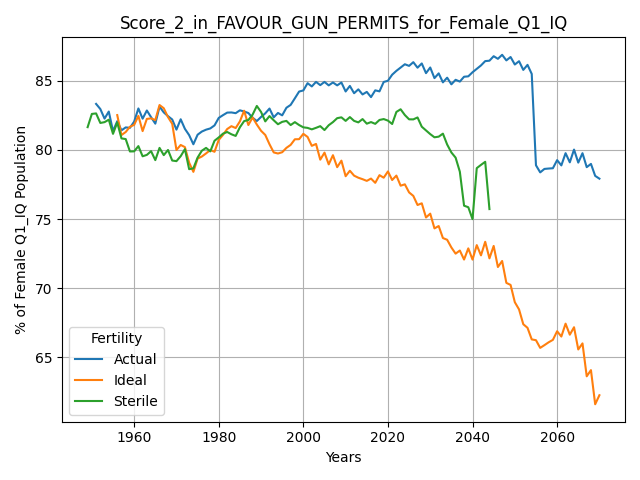 Score_2_in_FAVOUR_GUN_PERMITS_for_Female_Q1_IQ
% of Female Q1_IQ Population
85
80
75
70
65
Fertility
Actual
Ideal
Sterile
1960 1980 2000 2020 2040 2060
Years